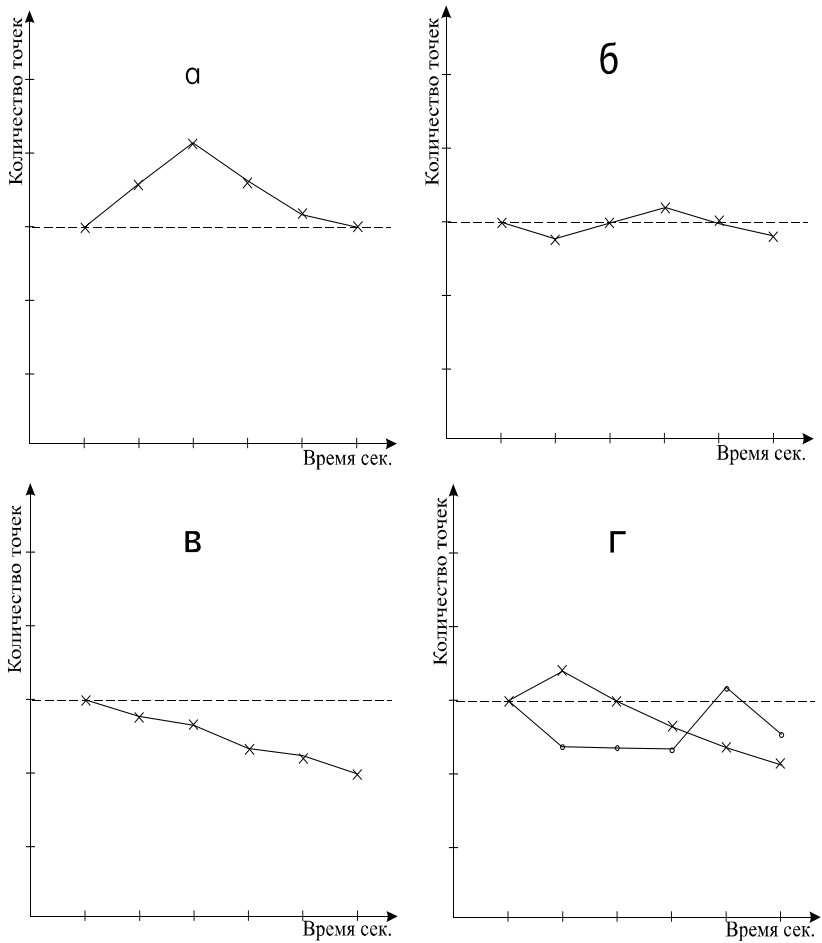 Количество точек
а
Время сек.
Количество точек
б
Время сек.
Количество точек
в
Время сек.
Количество точек
г
Время сек.